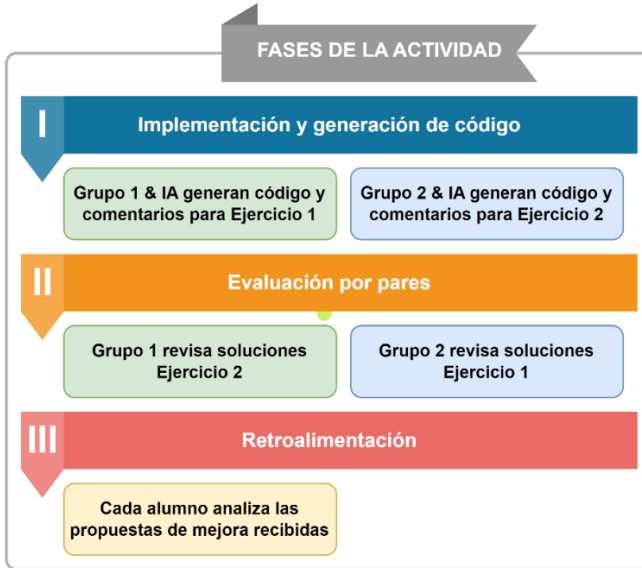 FASES DE LA ACTIVIDAD
I
Implementación y generación de código
Grupo 1 & IA generan código y
comentarios para Ejercicio 1
Grupo 2 & IA generan código y
comentarios para Ejercicio 2
II
Evaluación por pares
Grupo 1 revisa soluciones
Ejercicio 2
Grupo 2 revisa soluciones
Ejercicio 1
III
Retroalimentación
Cada alumno analiza las
propuestas de mejora recibidas